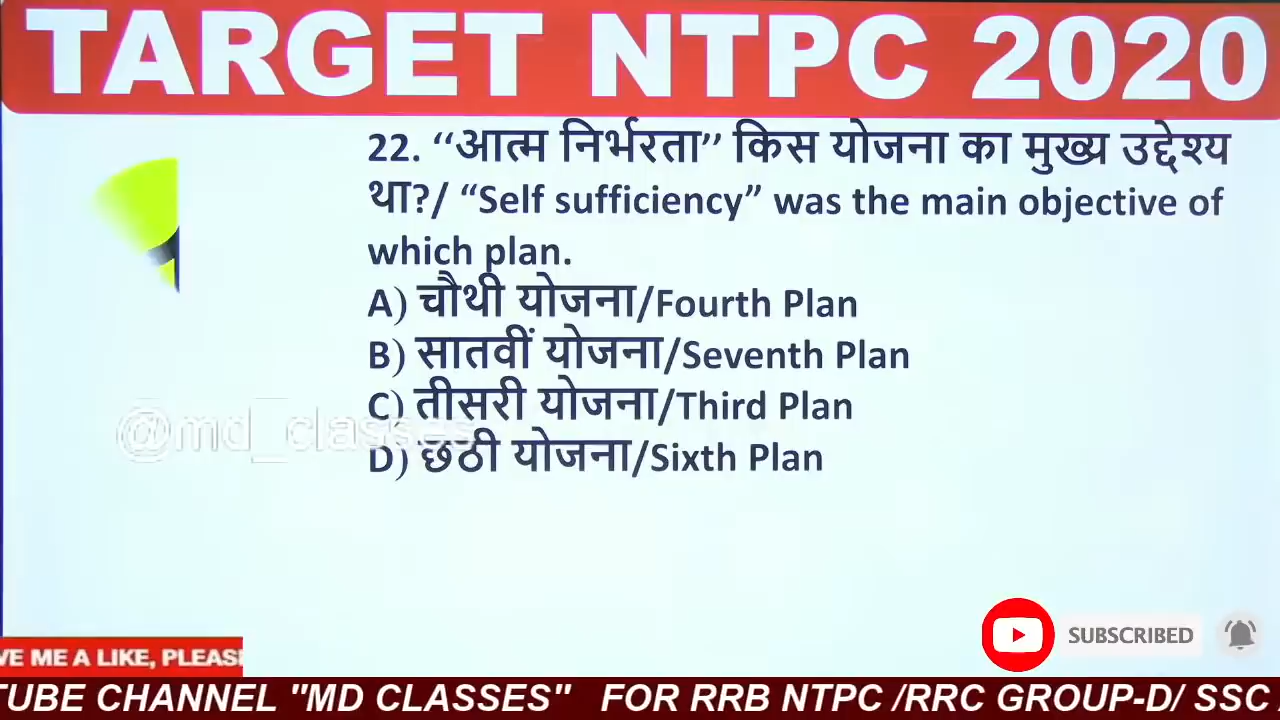 TARGET NTPC 2020
22. “आत्म निर्भरता” किस योजना का मुख्य उद्देश्य
था?/ “Self sufficiency” was the main objective of
which plan.
A) चौथी योजना/Fourth Plan
B) सातवीं योजना/Seventh Plan
C) तीसरी योजना/Third Plan
@md_classes
D) छठी योजना/Sixth Plan
SUBSCRIBED
VE ME A LIKE, PLEAS
TUBE CHANNEL "MD CLASSES" FOR RRB NTPC /RRC GROUP-D/ SSC